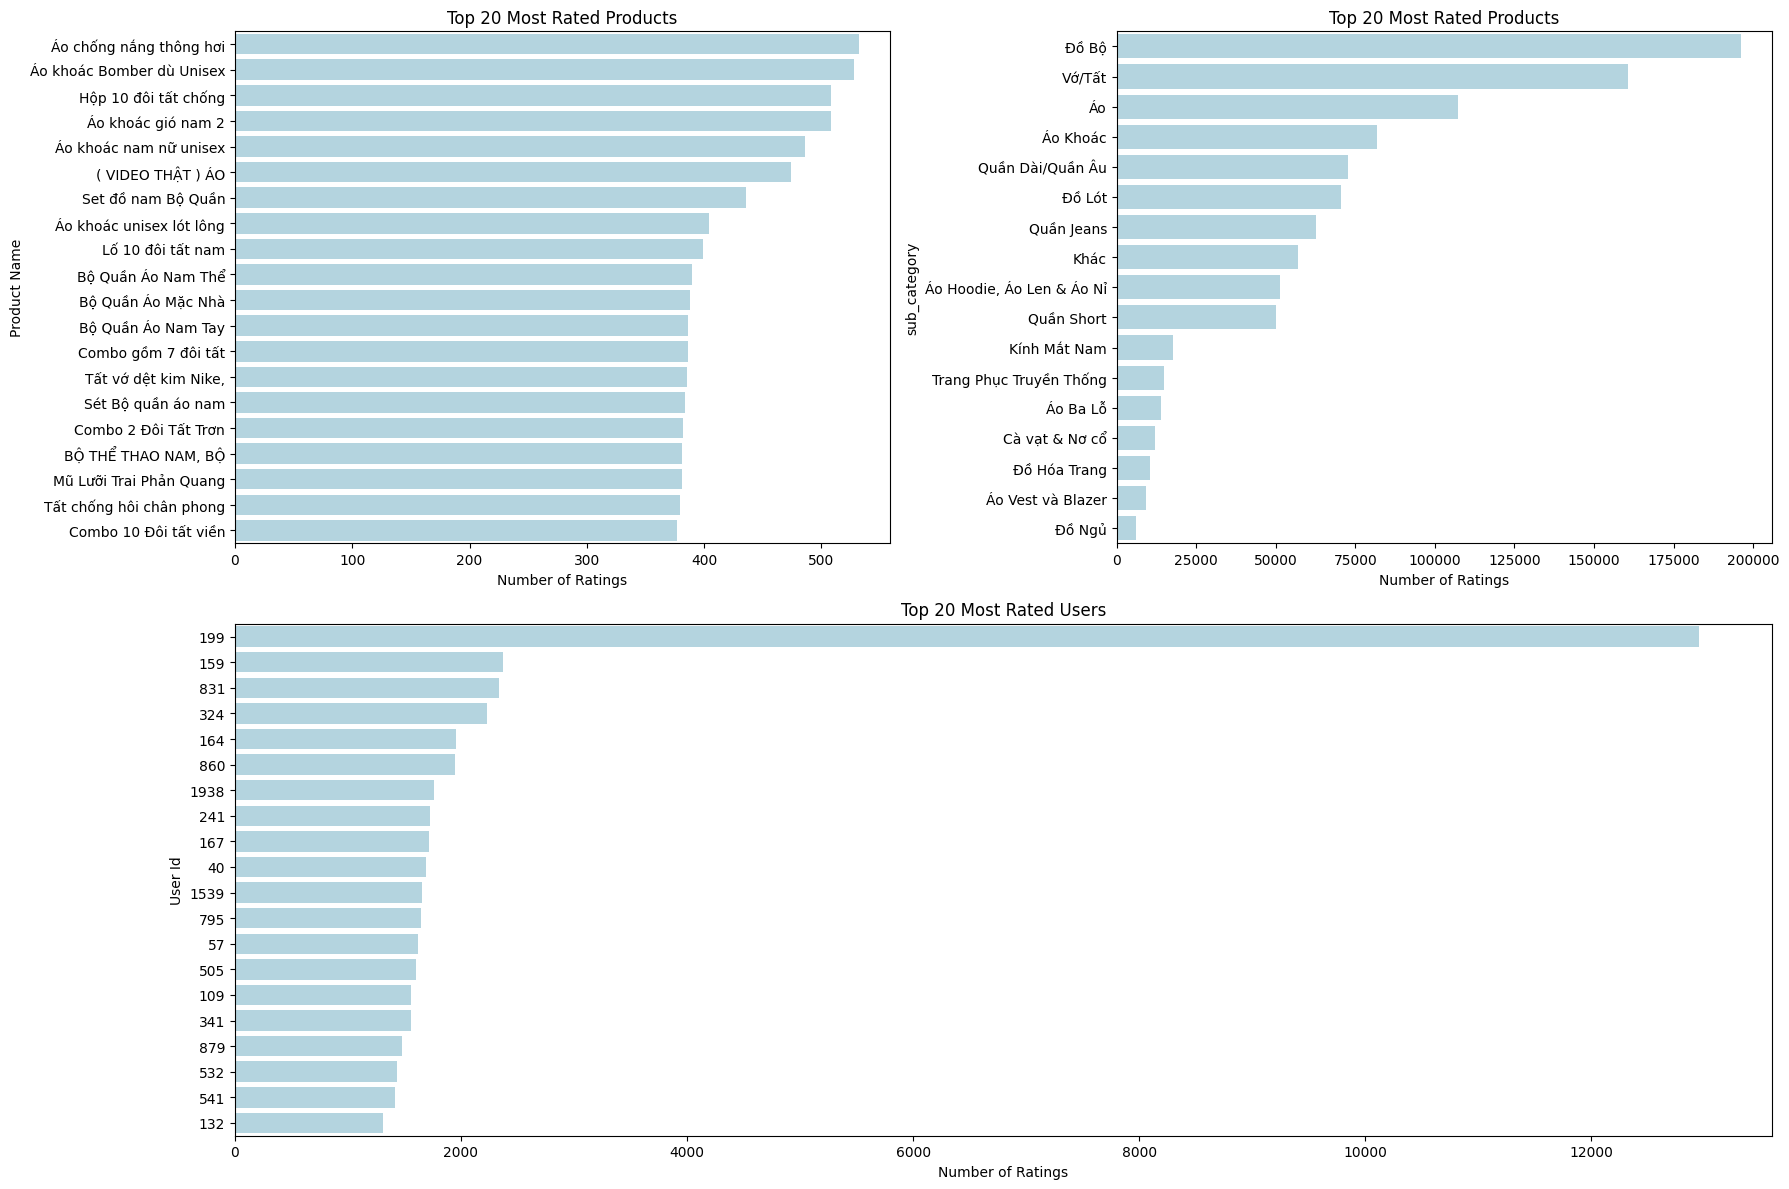 Top 20 Most Rated Products
Product Name
Áo chống nắng thông hơi
Áo khoác Bomber dù Unisex
Hộp 10 đôi tất chống
Áo khoác gió nam 2
Áo khoác nam nữ unisex
( VIDEO THẬT ) ÁO
Set đồ nam Bộ Quần
Áo khoác unisex lót lông
Lố 10 đôi tất nam
Bộ Quần Áo Nam Thể
Bộ Quần Áo Mặc Nhà
Bộ Quần Áo Nam Tay
Combo gồm 7 đôi tất
Tất vớ dệt kim Nike,
Sét Bộ quần áo nam
Combo 2 Đôi Tất Trơn
BỘ THỂ THAO NAM, BỘ
Mũ Lưỡi Trai Phản Quang
Tất chống hôi chân phong
Combo 10 Đôi tất viền
0 100 200 300 400 500
Number of Ratings
Top 20 Most Rated Products
sub_category
Đồ Bộ
Vớ/Tất
Áo
Áo Khoác
Quần Dài/Quần Âu
Đồ Lót
Quần Jeans
Khác
Áo Hoodie, Áo Len & Áo Nỉ
Quần Short
Kính Mắt Nam
Trang Phục Truyền Thống
Áo Ba Lỗ
Cà vạt & Nơ cổ
Đồ Hóa Trang
Áo Vest và Blazer
Đồ Ngủ
0 25000 50000 75000 100000 125000 150000 175000 200000
Number of Ratings
Top 20 Most Rated Users
User Id
199
159
831
324
164
860
1938
241
167
40
1539
795
57
505
109
341
879
532
541
132
0 2000 4000 6000 8000 10000 12000
Number of Ratings